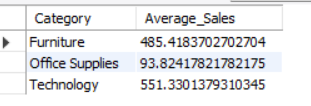 Category Average_Sales
Furniture 485.4183702702704
Office Supplies 93.82417821782175
Technology 551.3301379310345